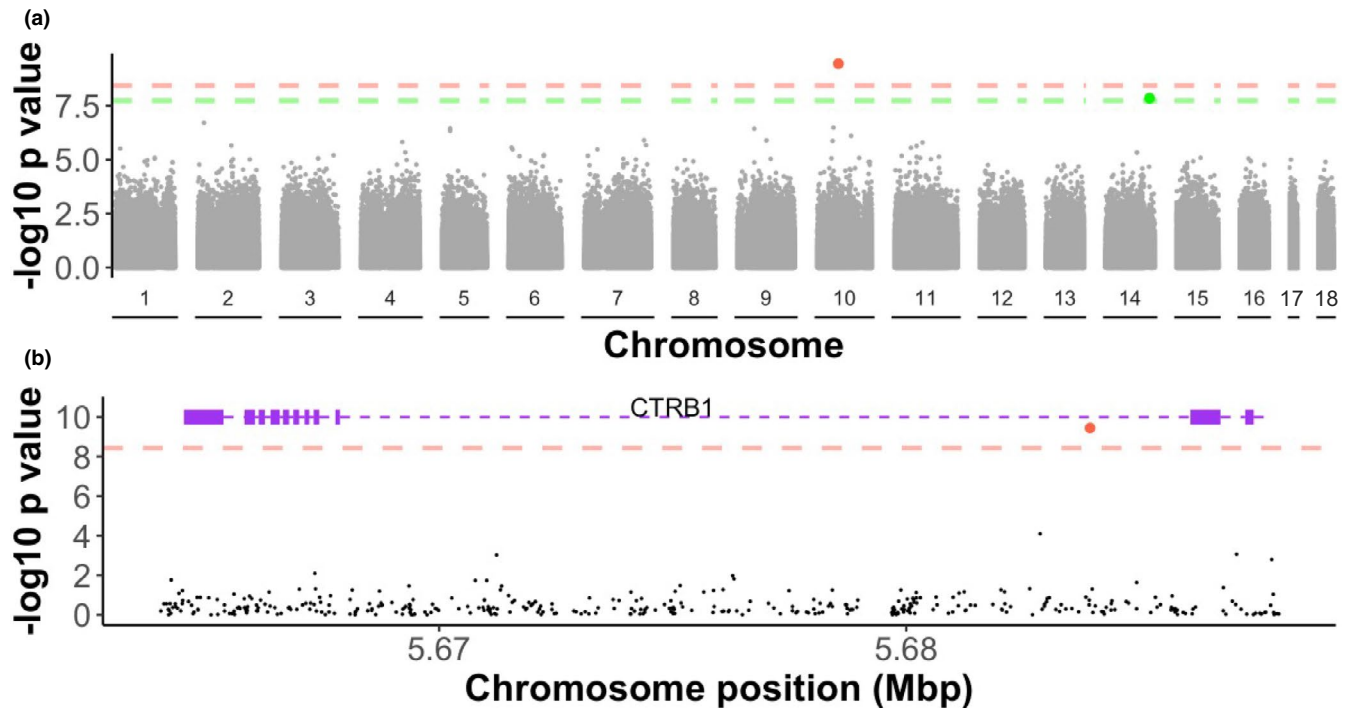 (a)
-log10 p value
7.5
5.0
2.5
0.0
1 2 3 4 5 6 7 8 9 10 11 12 13 14 15 16 17 18
Chromosome
(b)
-log10 p value
10
8
6
4
2
0
CTRB1
5.67 5.68
Chromosome position (Mbp)